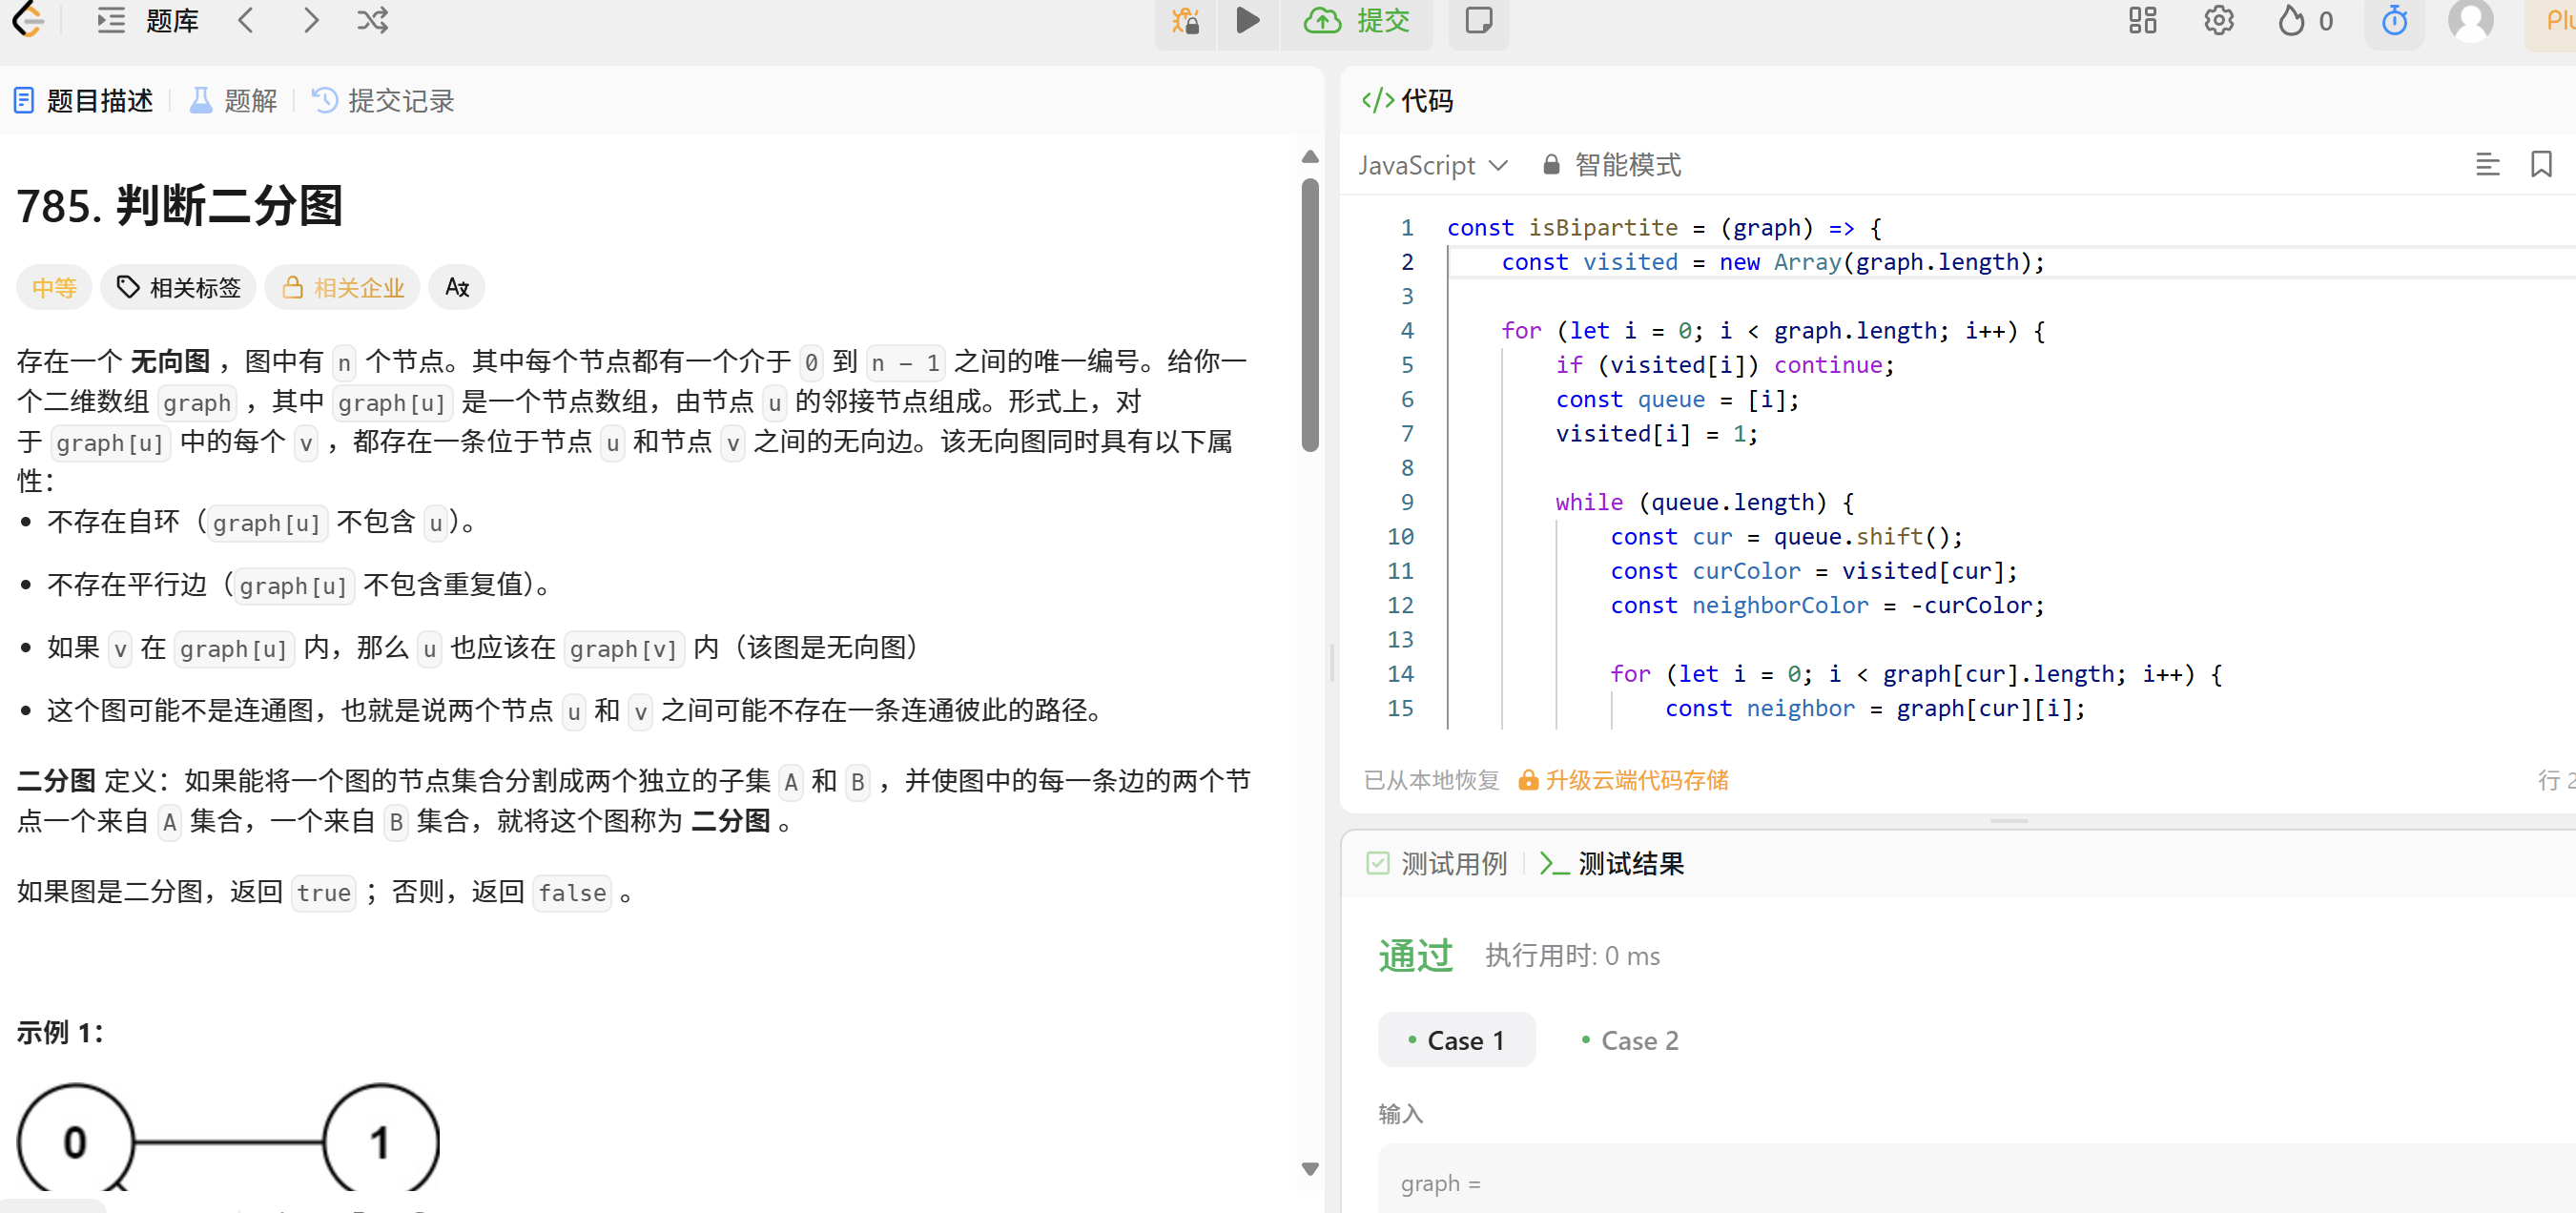 题库
提交
0
题目描述
题解
提交记录
785. 判断二分图
中等
相关标签
相关企业
存在一个 无向图 ，图中有 n 个节点。其中每个节点都有一个介于 0 到 n - 1 之间的唯一编号。给你一
个二维数组 graph ，其中 graph[u] 是一个节点数组，由节点 u 的邻接节点组成。形式上，对
于 graph[u] 中的每个 v ，都存在一条位于节点 u 和节点 v 之间的无向边。该无向图同时具有以下属
性：
不存在自环（graph[u] 不包含 u）。
不存在平行边（graph[u] 不包含重复值）。
如果 v 在 graph[u] 内，那么 u 也应该在 graph[v] 内（该图是无向图）
这个图可能不是连通图，也就是说两个节点 u 和 v 之间可能不存在一条连通彼此的路径。
二分图 定义：如果能将一个图的节点集合分割成两个独立的子集 A 和 B ，并使图中的每一条边的两个节
点一个来自 A 集合，一个来自 B 集合，就将这个图称为 二分图 。
如果图是二分图，返回 true ；否则，返回 false 。
示例 1：
0
1
</> 代码
JavaScript
智能模式
1 const isBipartite = (graph) => {
2 const visited = new Array(graph.length);
3
4 for (let i = 0; i < graph.length; i++) {
5 if (visited[i]) continue;
6 const queue = [i];
7 visited[i] = 1;
8
9 while (queue.length) {
10 const cur = queue.shift();
11 const curColor = visited[cur];
12 const neighborColor = -curColor;
13
14 for (let i = 0; i < graph[cur].length; i++) {
15 const neighbor = graph[cur][i];
已从本地恢复
升级云端代码存储
行 2
测试用例
测试结果
通过
执行用时: 0 ms
Case 1
Case 2
输入
graph =